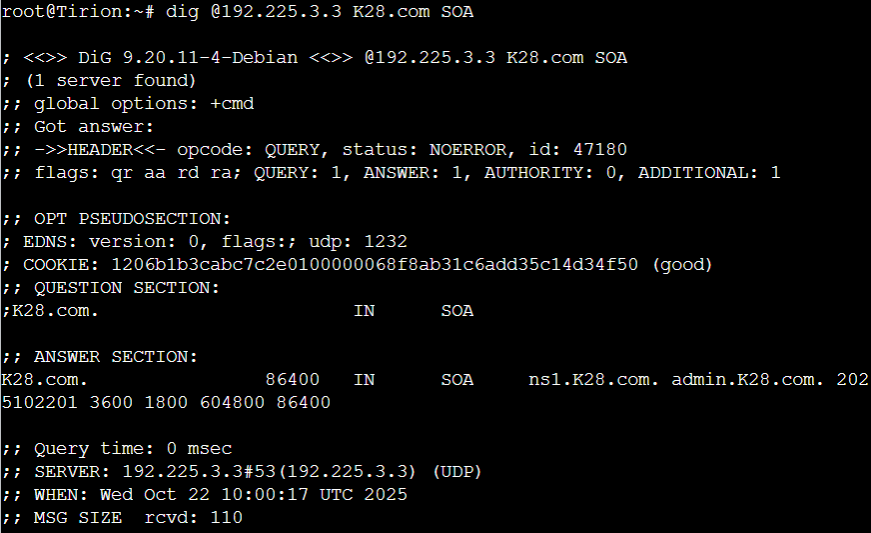 root@Tirion:~# dig @192.225.3.3 K28.com SOA
; <<>> DiG 9.20.11-4-Debian <<>> @192.225.3.3 K28.com SOA
; (1 server found)
;; global options: +cmd
;; Got answer:
;; ->>HEADER<<- opcode: QUERY, status: NOERROR, id: 47180
;; flags: qr aa rd ra; QUERY: 1, ANSWER: 1, AUTHORITY: 0, ADDITIONAL: 1
;; OPT PSEUDOSECTION:
; EDNS: version: 0, flags:; udp: 1232
; COOKIE: 1206b1b3cabc7c2e0100000068f8ab31c6add35c14d34f50 (good)
;; QUESTION SECTION:
;K28.com. IN SOA
;; ANSWER SECTION:
K28.com. 86400 IN SOA ns1.K28.com. admin.K28.com. 202
5102201 3600 1800 604800 86400
;; Query time: 0 msec
;; SERVER: 192.225.3.3#53(192.225.3.3) (UDP)
;; WHEN: Wed Oct 22 10:00:17 UTC 2025
;; MSG SIZE rcvd: 110